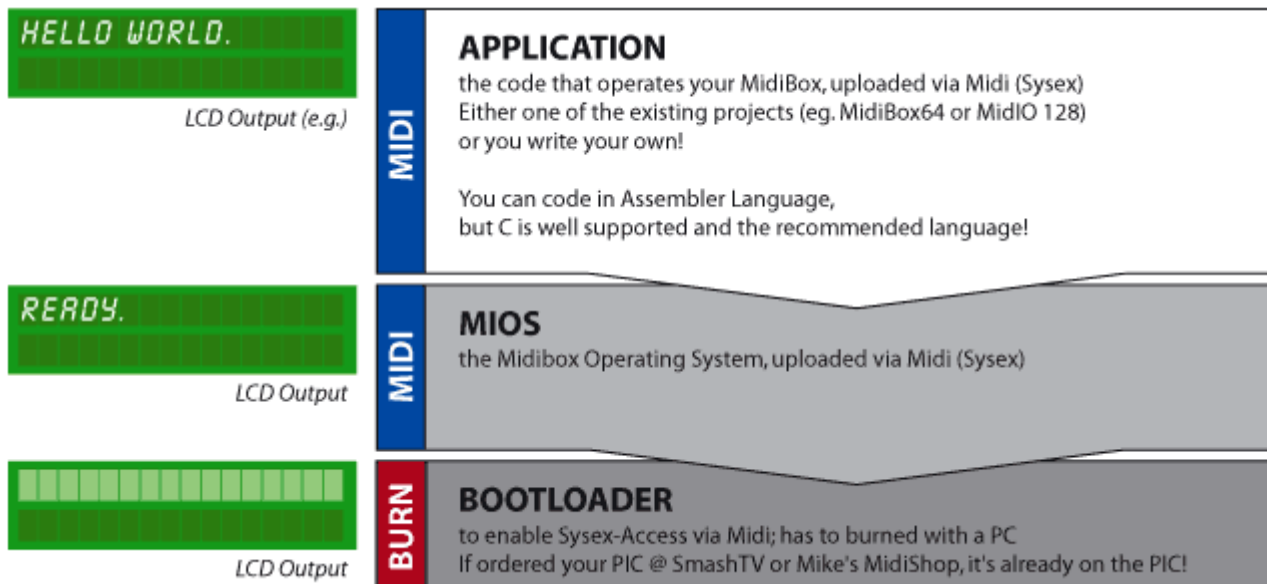 HELLO WORLD.
LCD Output (e.g.)
MIDI
APPLICATION
the code that operates your MidiBox, uploaded via Midi (Sysex)
Either one of the existing projects (eg. MidiBox64 or MidIO 128)
or you write your own!
You can code in Assembler Language,
but C is well supported and the recommended language!
READY.
LCD Output
MIDI
MIOS
the Midibox Operating System, uploaded via Midi (Sysex)
LCD Output
BURN
BOOTLOADER
to enable Sysex-Access via Midi; has to burned with a PC
If ordered your PIC @ SmashTV or Mike's MidiShop, it's already on the PIC!